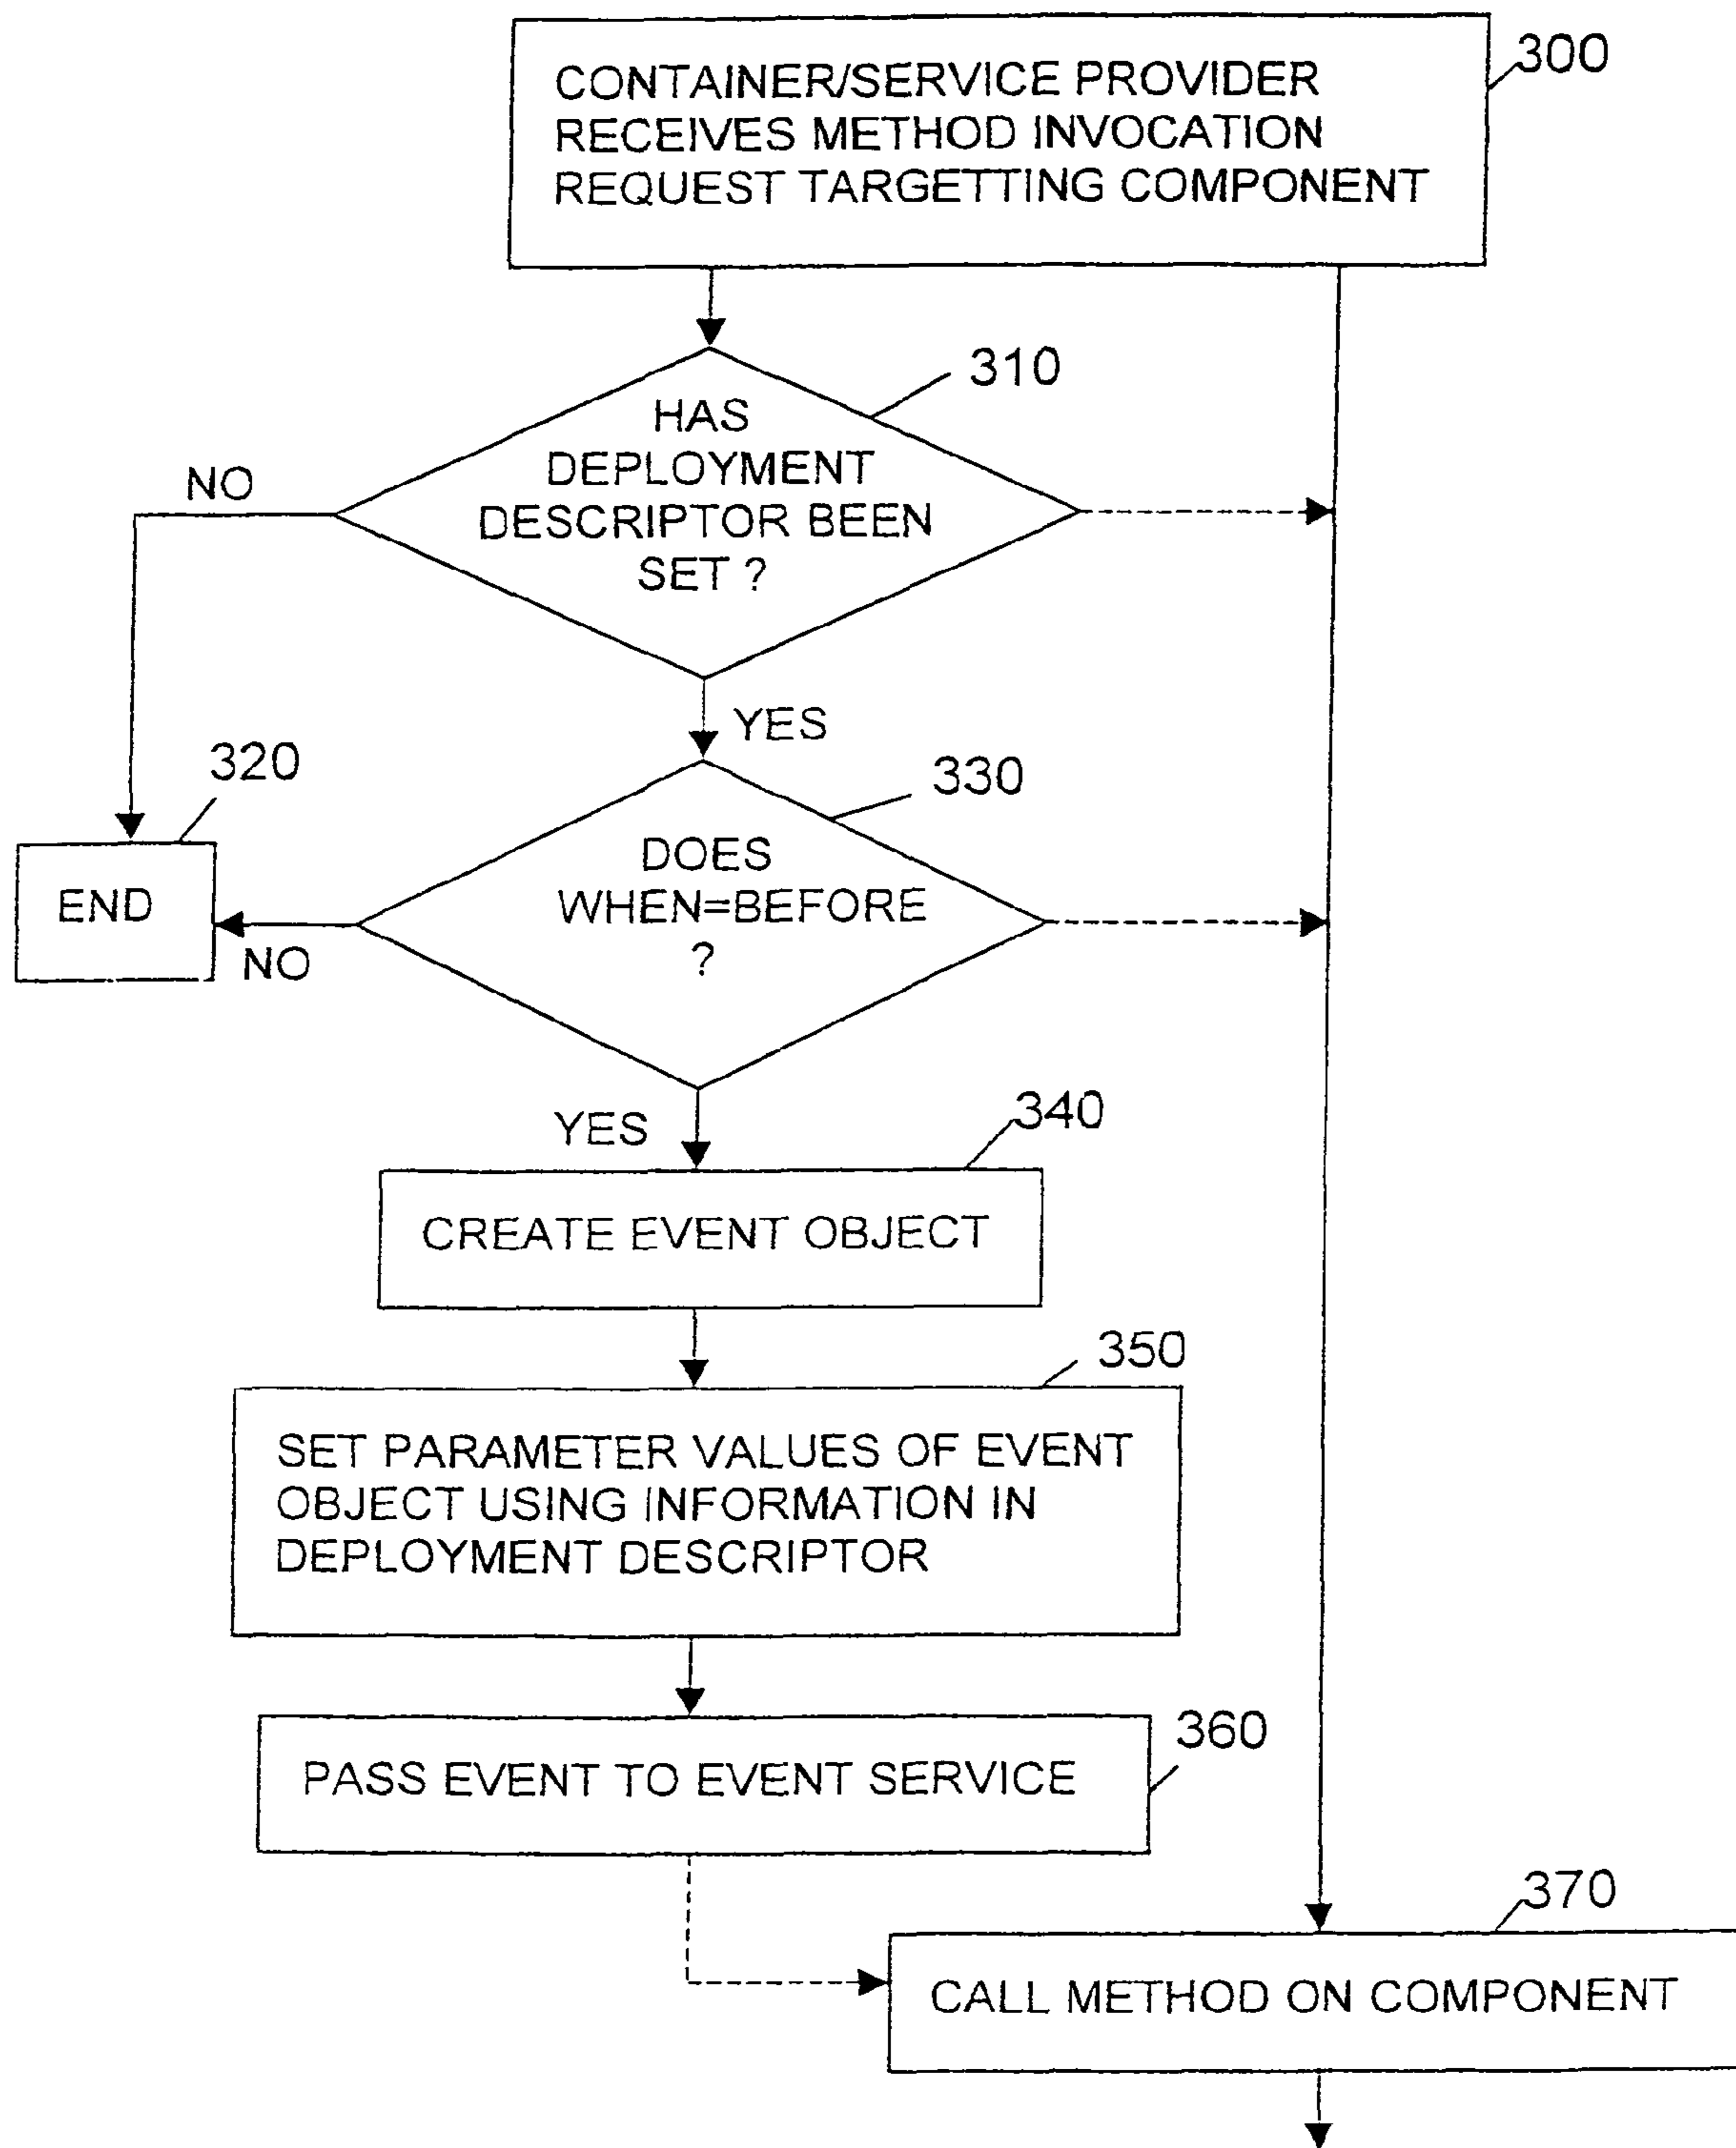 CONTAINER/SERVICE PROVIDER
RECEIVES METHOD INVOCATION
REQUEST TARGETTING COMPONENT
300
310
HAS
DEPLOYMENT
DESCRIPTOR BEEN
SET ?
NO
YES
320
330
END
DOES
WHEN=BEFORE
?
NO
YES
340
CREATE EVENT OBJECT
350
SET PARAMETER VALUES OF EVENT
OBJECT USING INFORMATION IN
DEPLOYMENT DESCRIPTOR
360
PASS EVENT TO EVENT SERVICE
370
CALL METHOD ON COMPONENT